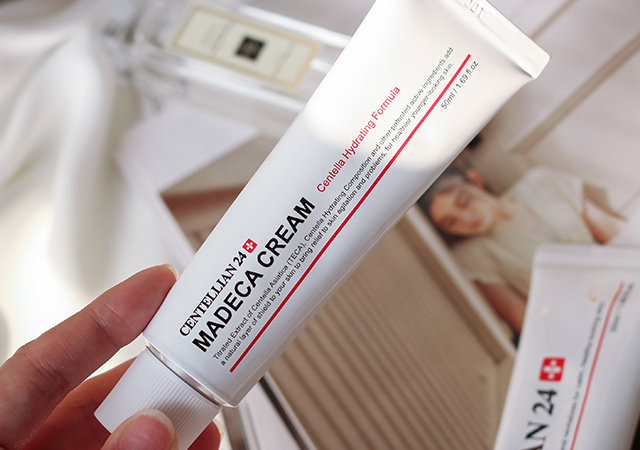 CENTELLIAN 24
MADECA CREAM Centella Hydrating Formula
Titrated Extract of Centella Asiatica (TECA), Centella Hydrating Composition and other patented active ingredients add
a natural layer of shield to your skin to bring relief to skin agitation and problems, for healthier younger-looking skin.
50ml / 1.69 fl.oz
AN 24